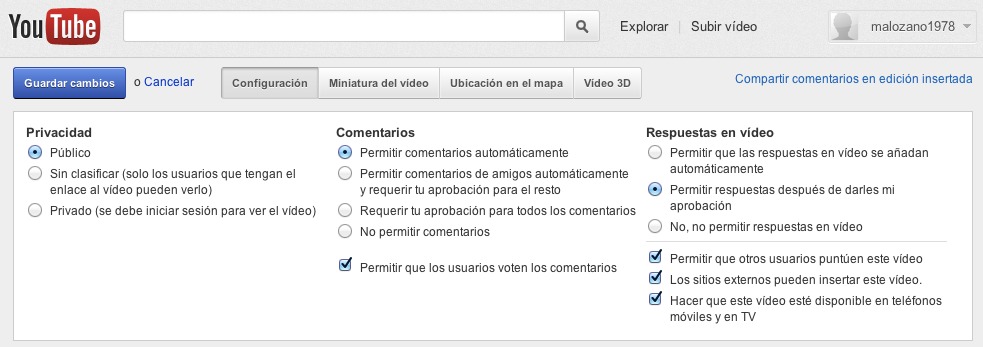 YouTube
Explorar | Subir vídeo
malozano1978
Guardar cambios o Cancelar
Configuración
Miniatura del vídeo
Ubicación en el mapa
Vídeo 3D
Compartir comentarios en edición insertada
Privacidad
Público
Sin clasificar (solo los usuarios que tengan el
enlace al vídeo pueden verlo)
Privado (se debe iniciar sesión para ver el vídeo)
Comentarios
Permitir comentarios automáticamente
Permitir comentarios de amigos automáticamente
y requerir tu aprobación para el resto
Requerir tu aprobación para todos los comentarios
No permitir comentarios
Permitir que los usuarios voten los comentarios
Respuestas en vídeo
Permitir que las respuestas en vídeo se añadan
automáticamente
Permitir respuestas después de darles mi
aprobación
No, no permitir respuestas en vídeo
Permitir que otros usuarios puntúen este vídeo
Los sitios externos pueden insertar este vídeo.
Hacer que este vídeo esté disponible en teléfonos
móviles y en TV